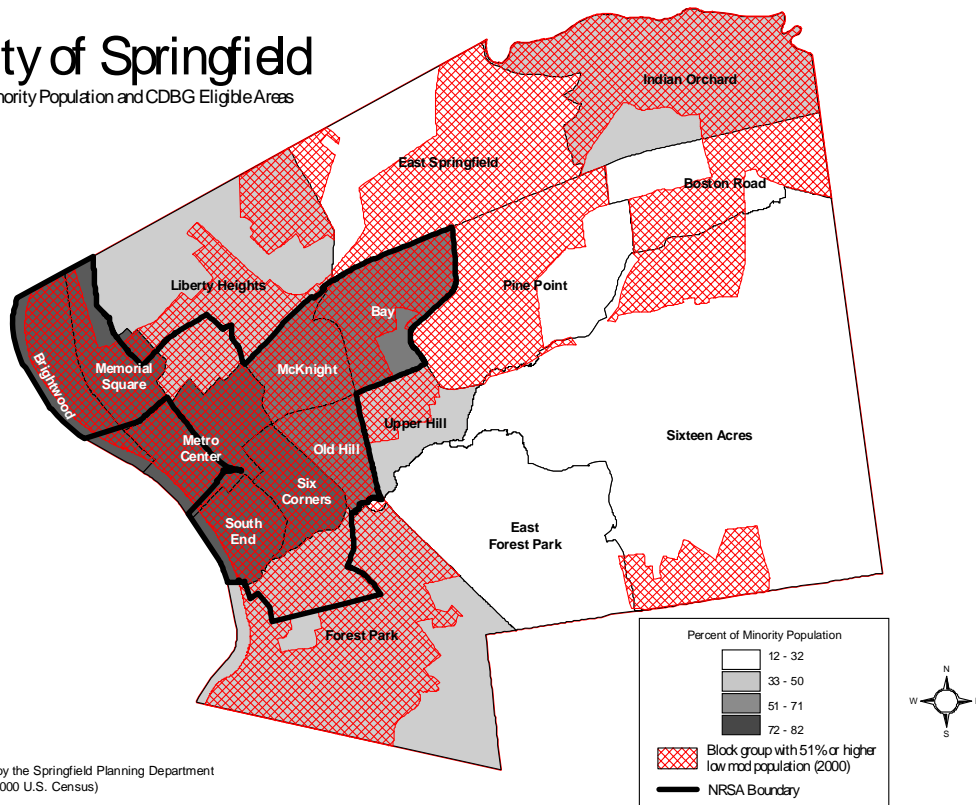 ty of Springfield
nority Population and CDBG Eligible Areas
Indian Orchard
East Springfield
Boston Road
Liberty Heights
Pine Point
Bay
Brightwood
Memorial
Square
McKnight
Upper Hill
Metro
Center
Old Hill
Sixteen Acres
Six
Corners
South
End
East
Forest Park
Forest Park
Percent of Minority Population
12 - 32
33 - 50
51 - 71
72 - 82
Block group with 51% or higher
low mod population (2000)
NRSA Boundary
N
W
S
by the Springfield Planning Department
000 U.S. Census)